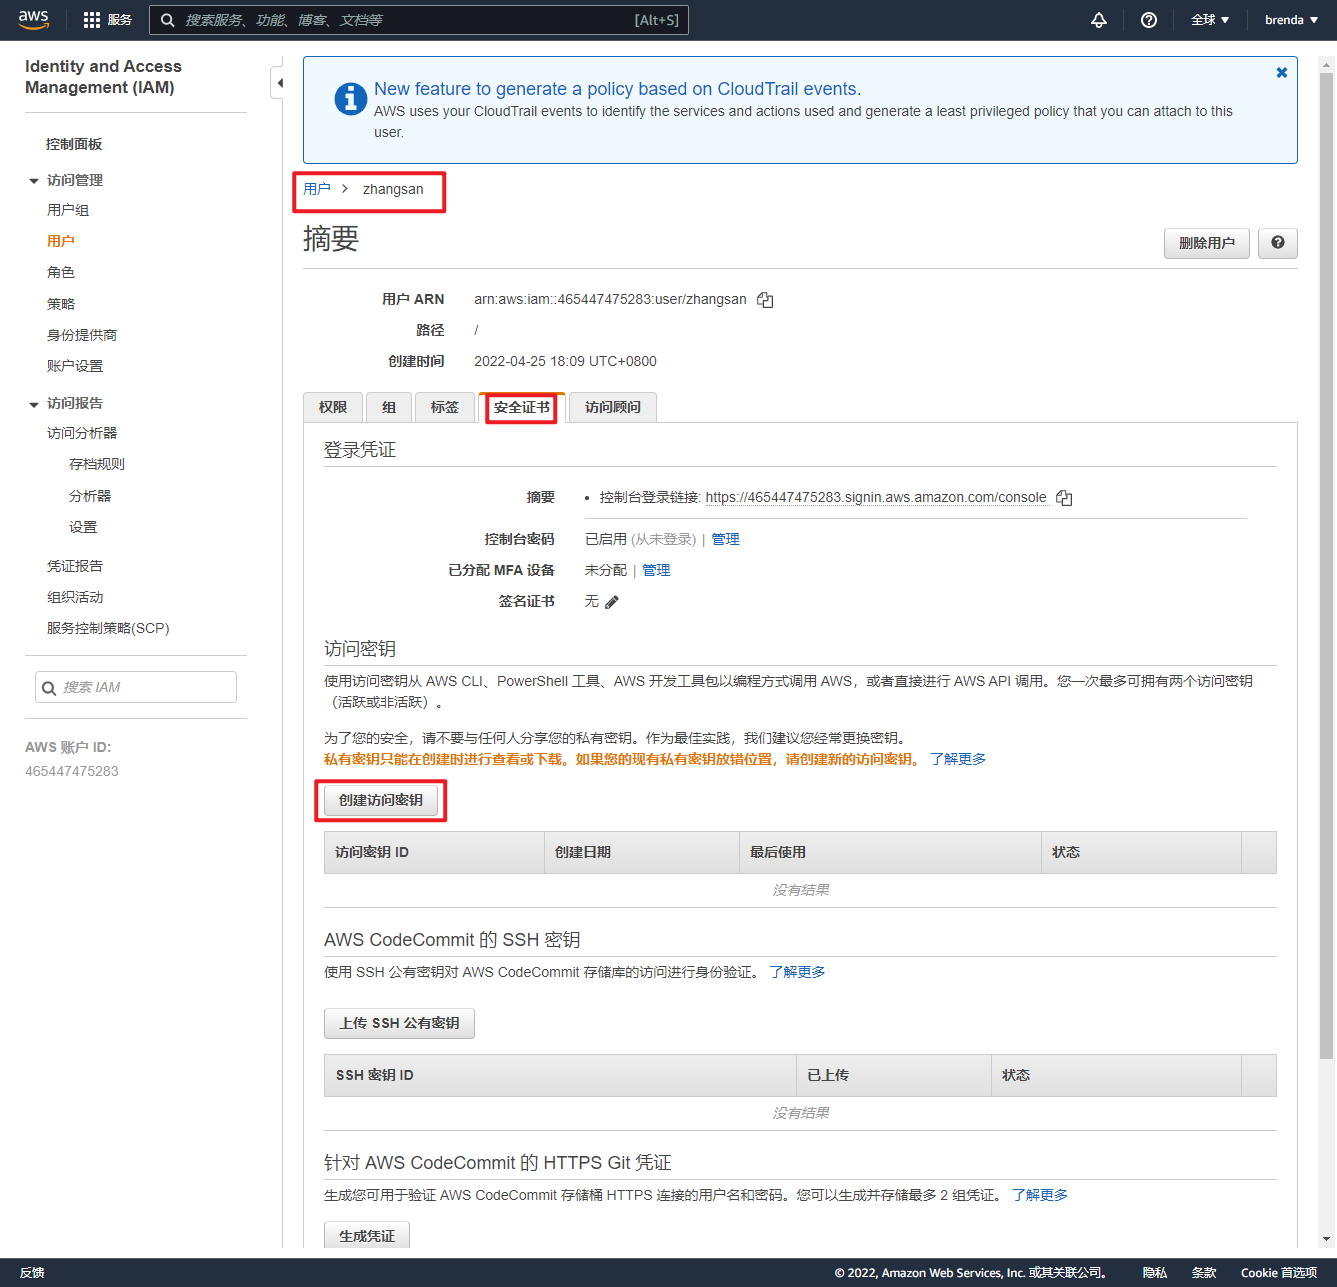 aws 服务 搜索服务、功能、博客、文档等 [Alt+S] 全球 ▼ brenda ▼
Identity and Access
Management (IAM)
控制面板
访问管理
用户组
用户
角色
策略
身份提供商
账户设置
访问报告
访问分析器
存档规则
分析器
设置
凭证报告
组织活动
服务控制策略(SCP)
搜索 IAM
AWS 账户 ID:
465447475283
New feature to generate a policy based on CloudTrail events.
AWS uses your CloudTrail events to identify the services and actions used and generate a least privileged policy that you can attach to this
user.
用户 > zhangsan
摘要
删除用户
用户 ARN arn:aws:iam::465447475283:user/zhangsan
路径 /
创建时间 2022-04-25 18:09 UTC+0800
权限 组 标签 安全证书 访问顾问
登录凭证
摘要 • 控制台登录链接: https://465447475283.signin.aws.amazon.com/console
控制台密码 已启用 (从未登录) | 管理
已分配 MFA 设备 未分配 | 管理
签名证书 无
访问密钥
使用访问密钥从 AWS CLI、PowerShell 工具、AWS 开发工具包以编程方式调用 AWS，或者直接进行 AWS API 调用。您一次最多可拥有两个访问密钥
（活跃或非活跃）。
为了您的安全，请不要与任何人分享您的私有密钥。作为最佳实践，我们建议您经常更换密钥。
私有密钥只能在创建时进行查看或下载。如果您的现有私有密钥放错位置，请创建新的访问密钥。 了解更多
创建访问密钥
访问密钥 ID 创建日期 最后使用 状态
没有结果
AWS CodeCommit 的 SSH 密钥
使用 SSH 公有密钥对 AWS CodeCommit 存储库的访问进行身份验证。 了解更多
上传 SSH 公有密钥
SSH 密钥 ID 已上传 状态
没有结果
针对 AWS CodeCommit 的 HTTPS Git 凭证
生成您可用于验证 AWS CodeCommit 存储桶 HTTPS 连接的用户名和密码。您可以生成并存储最多 2 组凭证。 了解更多
生成凭证
反馈 © 2022, Amazon Web Services, Inc. 或其关联公司。 隐私 条款 Cookie 首选项